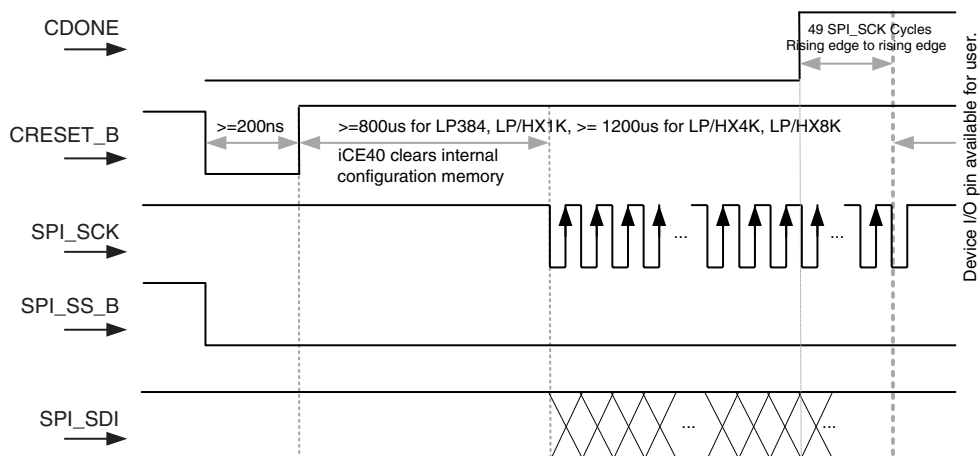 CDONE
49 SPI_SCK Cycles
Rising edge to rising edge
CRESET_B
>=200ns
>=800us for LP384, LP/HX1K, >= 1200us for LP/HX4K, LP/HX8K
iCE40 clears internal
configuration memory
SPI_SCK
...
...
SPI_SS_B
SPI_SDI
...
...
Device I/O pin available for user.